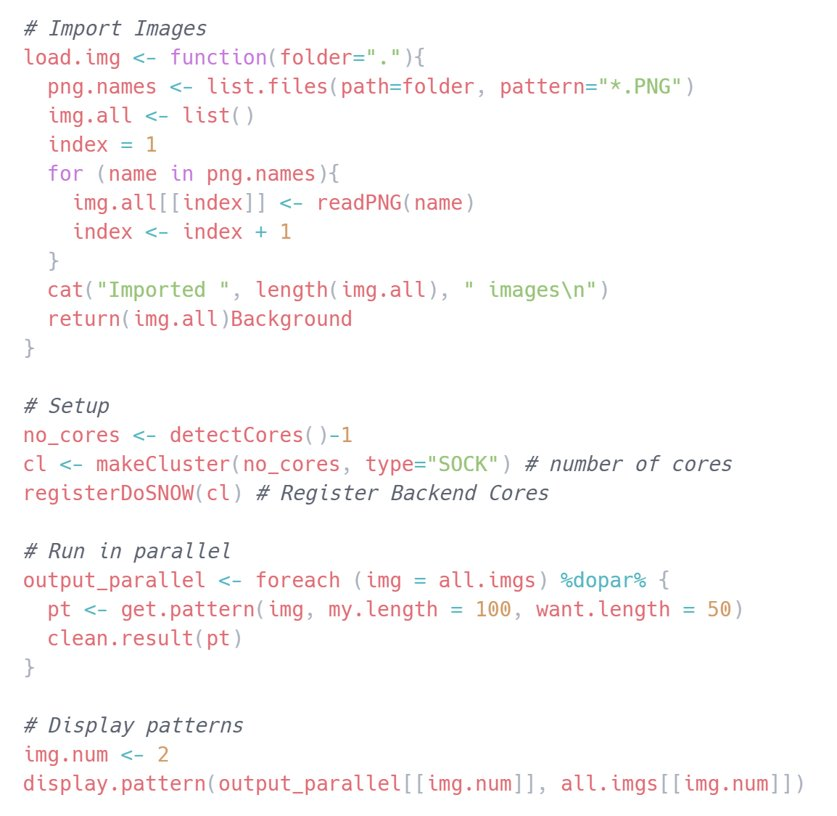 # Import Images
load.img <- function(folder="."){
  png.names <- list.files(path=folder, pattern="*.PNG")
  img.all <- list()
  index = 1
  for (name in png.names){
    img.all[[index]] <- readPNG(name)
    index <- index + 1
  }
  cat("Imported ", length(img.all), " images\n")
  return(img.all)Background
}

# Setup
no_cores <- detectCores()-1
cl <- makeCluster(no_cores, type="SOCK") # number of cores
registerDoSNOW(cl) # Register Backend Cores

# Run in parallel
output_parallel <- foreach (img = all.imgs) %dopar% {
  pt <- get.pattern(img, my.length = 100, want.length = 50)
  clean.result(pt)
}

# Display patterns
img.num <- 2
display.pattern(output_parallel[[img.num]], all.imgs[[img.num]])